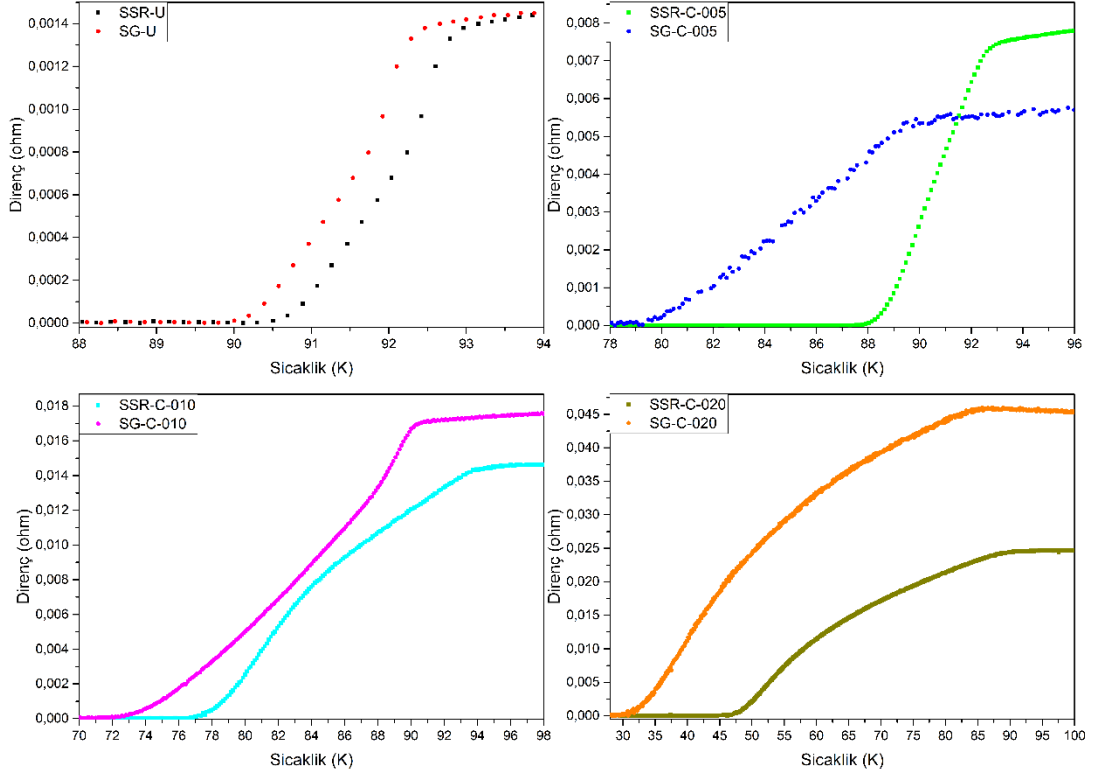 SSR-U
SG-U
0,0014
0,0012
0,0010
0,0008
0,0006
0,0004
0,0002
0,0000
Direnç (ohm)
88 89 90 91 92 93 94
Sicaklik (K)
SSR-C-005
SG-C-005
0,008
0,007
0,006
0,005
0,004
0,003
0,002
0,001
0,000
Direnç (ohm)
78 80 82 84 86 88 90 92 94 96
Sicaklik (K)
SSR-C-010
SG-C-010
0,018
0,016
0,014
0,012
0,010
0,008
0,006
0,004
0,002
0,000
Direnç (ohm)
70 72 74 76 78 80 82 84 86 88 90 92 94 96 98
Sicaklik (K)
SSR-C-020
SG-C-020
0,045
0,040
0,035
0,030
0,025
0,020
0,015
0,010
0,005
0,000
Direnç (ohm)
30 35 40 45 50 55 60 65 70 75 80 85 90 95 100
Sicaklik (K)